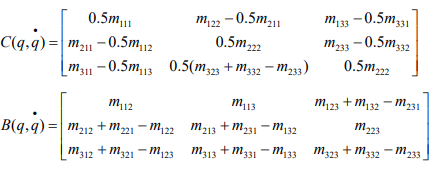 C(q,q̇) = [ 0.5m₁₁₁ m₁₂₂ − 0.5m₂₁₁ m₁₃₃ − 0.5m₃₃₁
m₂₁₁ − 0.5m₁₁₂ 0.5m₂₂₂ m₂₃₃ − 0.5m₃₃₂
m₃₁₁ − 0.5m₁₁₃ 0.5(m₃₂₃ + m₃₃₂ − m₂₃₃) 0.5m₂₂₂ ]
B(q,q̇) = [ m₁₁₂ m₁₁₃ m₁₂₃ + m₁₃₂ − m₂₃₁
m₂₁₂ + m₂₂₁ − m₁₂₂ m₂₁₃ + m₂₃₁ − m₁₃₂ m₂₂₃
m₃₁₂ + m₃₂₁ − m₁₂₃ m₃₁₃ + m₃₃₁ − m₁₃₃ m₃₂₃ + m₃₃₂ − m₂₃₃ ]